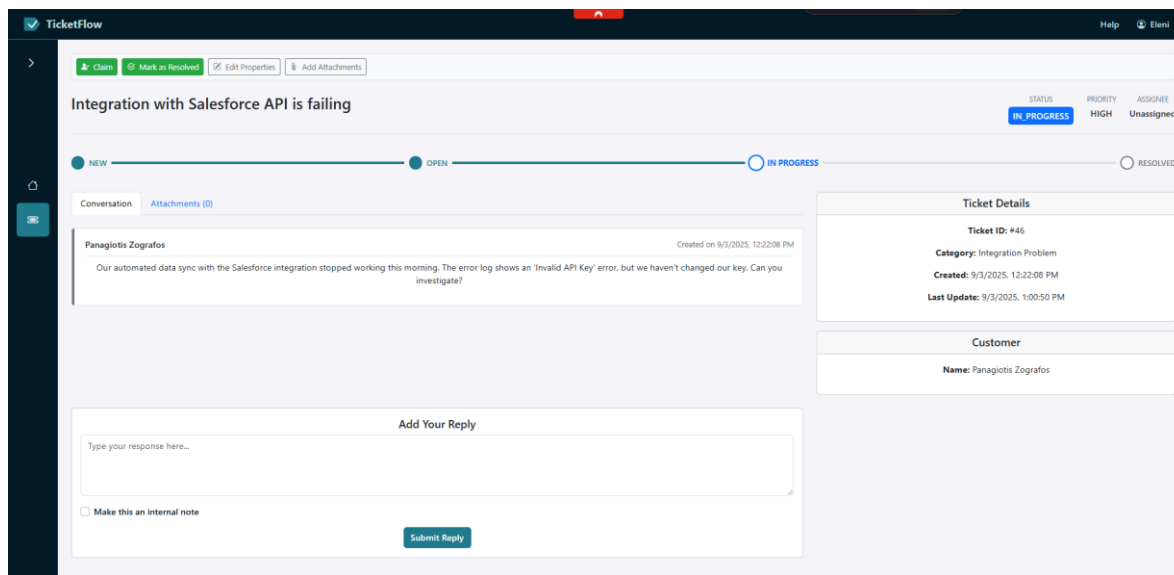 TicketFlow
Help
Eleni
Claim
Mark as Resolved
Edit Properties
Add Attachments
Integration with Salesforce API is failing
STATUS
IN_PROGRESS
PRIORITY
HIGH
ASSIGNEE
Unassigned
NEW
OPEN
IN PROGRESS
RESOLVED
Conversation
Attachments (0)
Panagiotis Zografos
Created on 9/3/2025, 12:22:08 PM
Our automated data sync with the Salesforce integration stopped working this morning. The error log shows an 'Invalid API Key' error, but we haven't changed our key. Can you
investigate?
Ticket Details
Ticket ID: #46
Category: Integration Problem
Created: 9/3/2025, 12:22:08 PM
Last Update: 9/3/2025, 1:00:50 PM
Customer
Name: Panagiotis Zografos
Add Your Reply
Type your response here...
Make this an internal note
Submit Reply